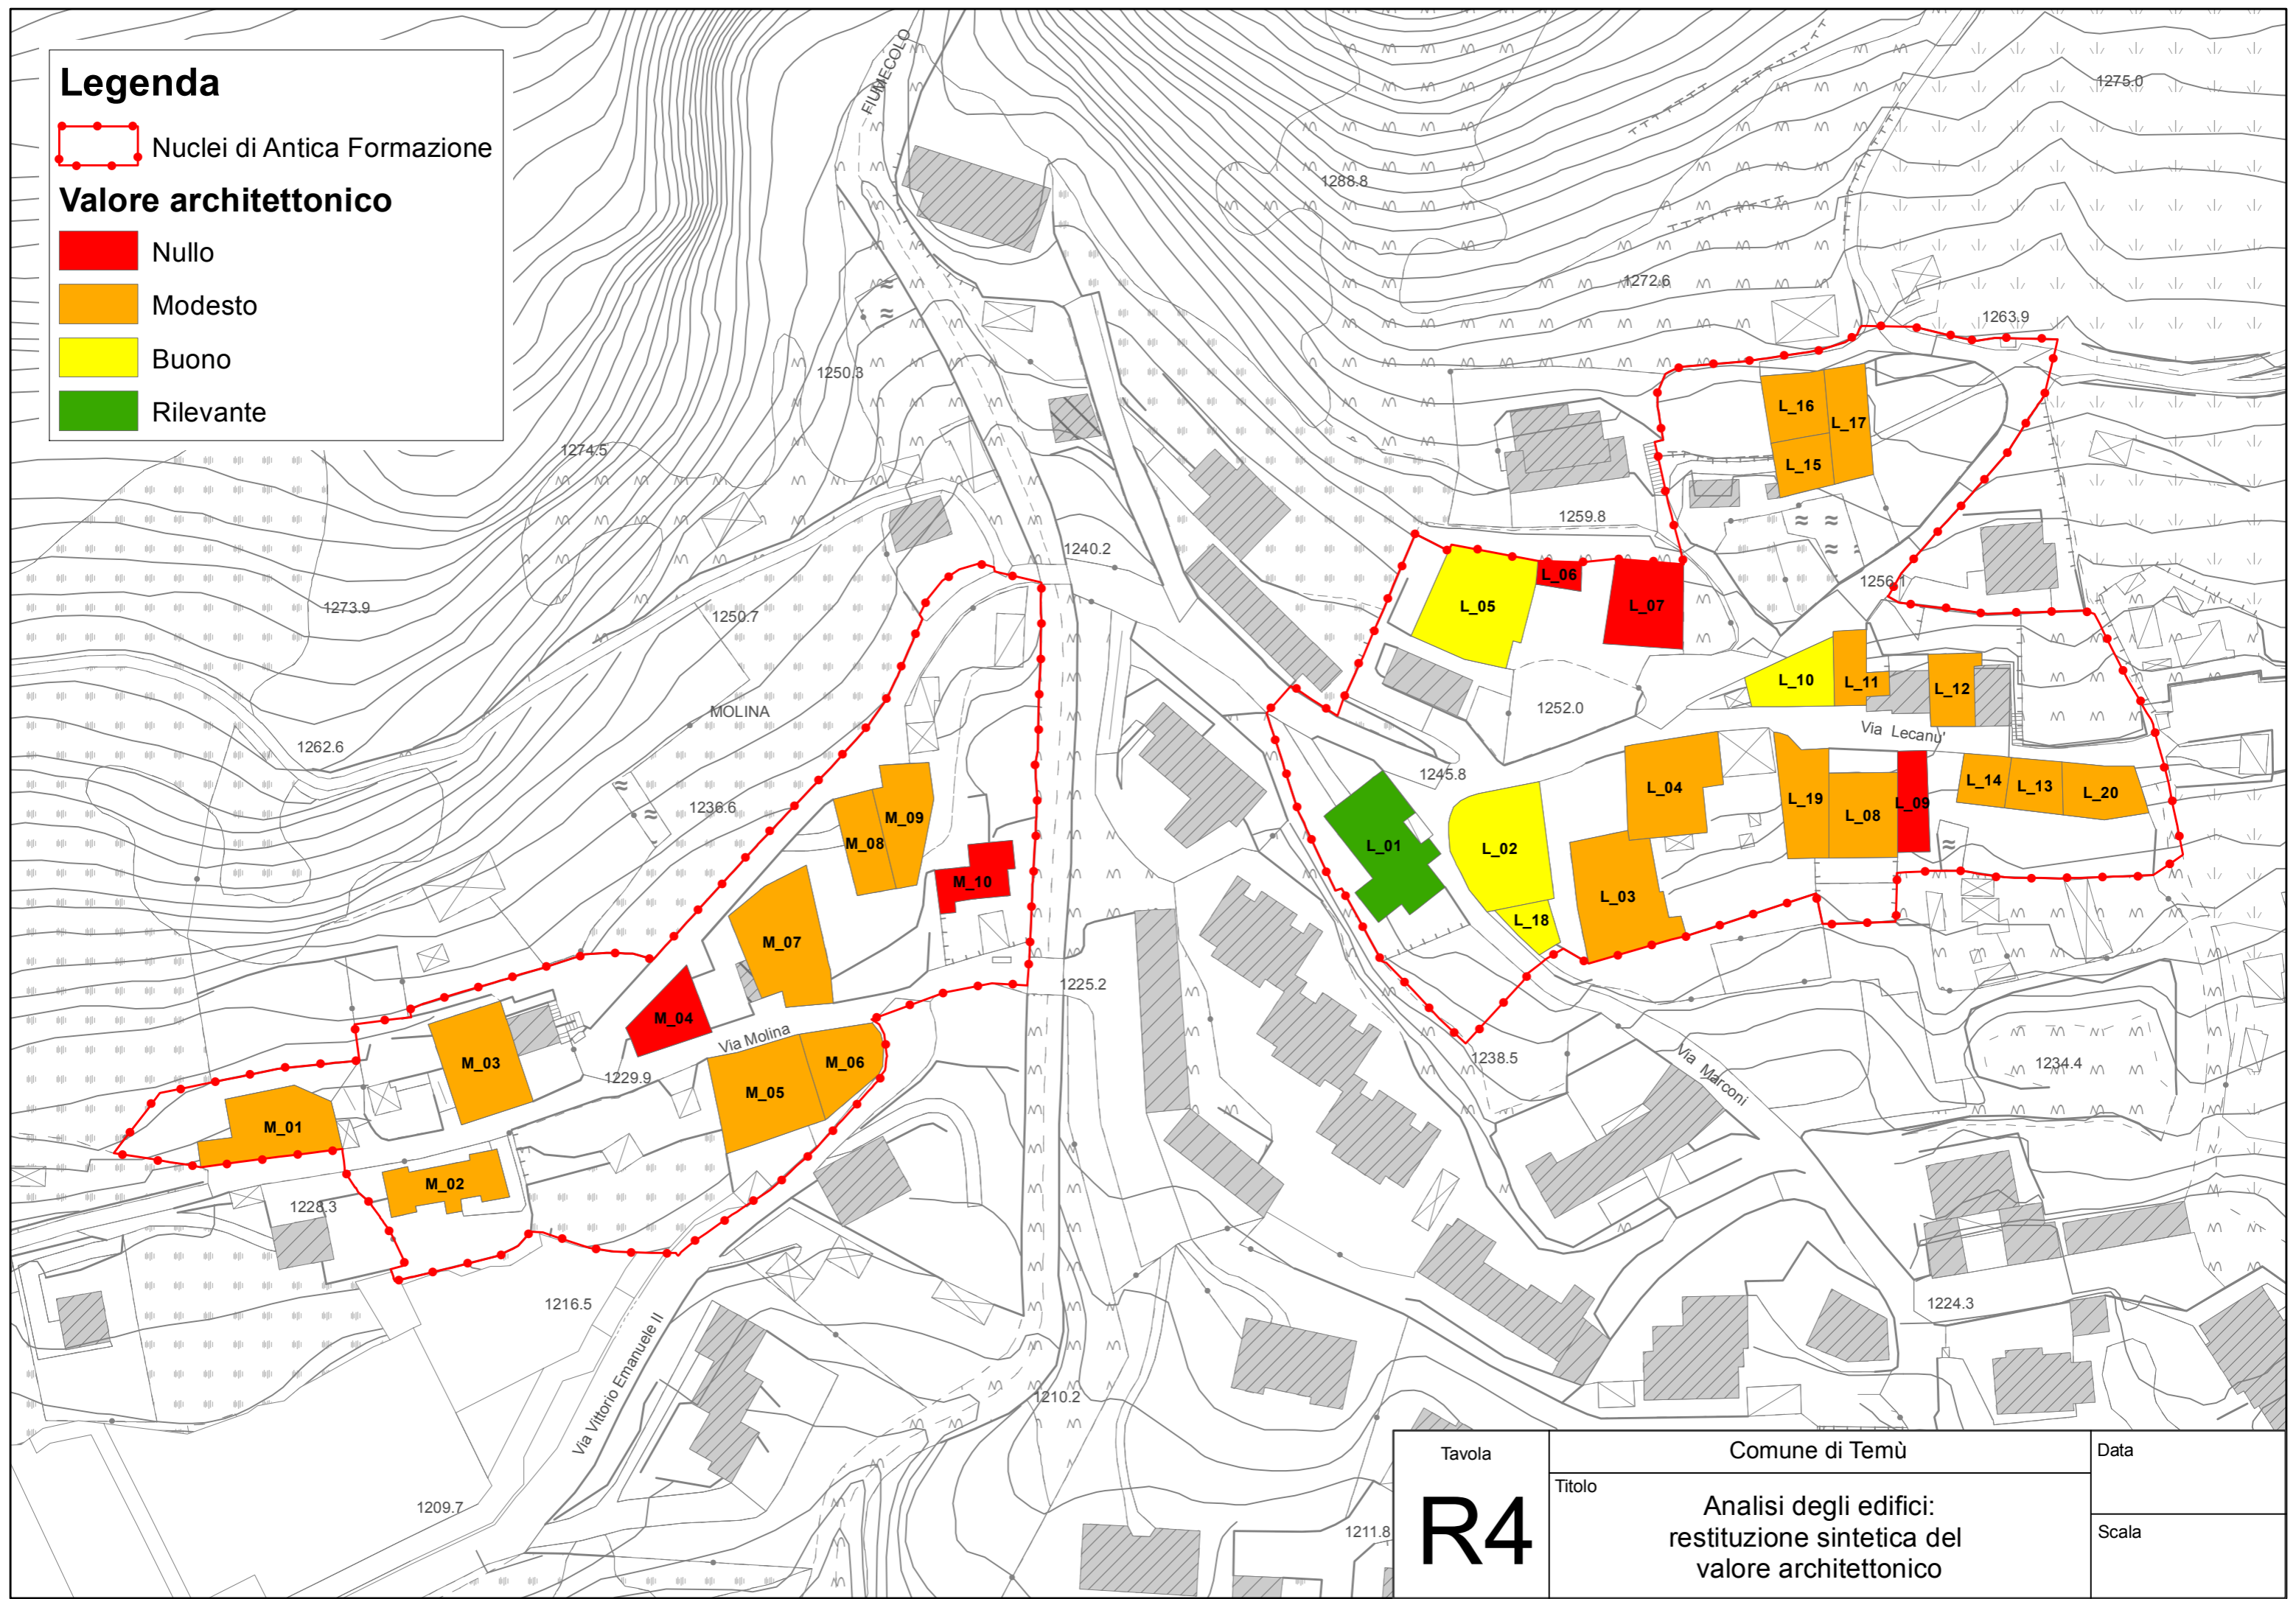 Legenda
Nuclei di Antica Formazione
Valore architettonico
Nullo
Modesto
Buono
Rilevante
FIUMECOLO
1275.0
1288.8
1272.6
1263.9
1250.3
1274.5
L_16
L_17
L_15
1259.8
1240.2
1256.1
L_05
L_06
L_07
1273.9
1250.7
L_10
L_11
L_12
MOLINA
1252.0
Via Lecanu'
1262.6
1245.8
1236.6
L_04
L_19
L_08
L_09
L_14
L_13
L_20
M_09
M_08
L_01
L_02
M_10
L_03
L_18
M_07
1225.2
M_04
Via Molina
M_03
M_06
M_05
1229.9
1238.5
Via Marconi
1234.4
M_01
M_02
1228.3
1216.5
1224.3
Via Vittorio Emanuele II
1210.2
1209.7
1211.8
Tavola
R4
Comune di Temù
Titolo
Analisi degli edifici:
restituzione sintetica del
valore architettonico
Data
Scala